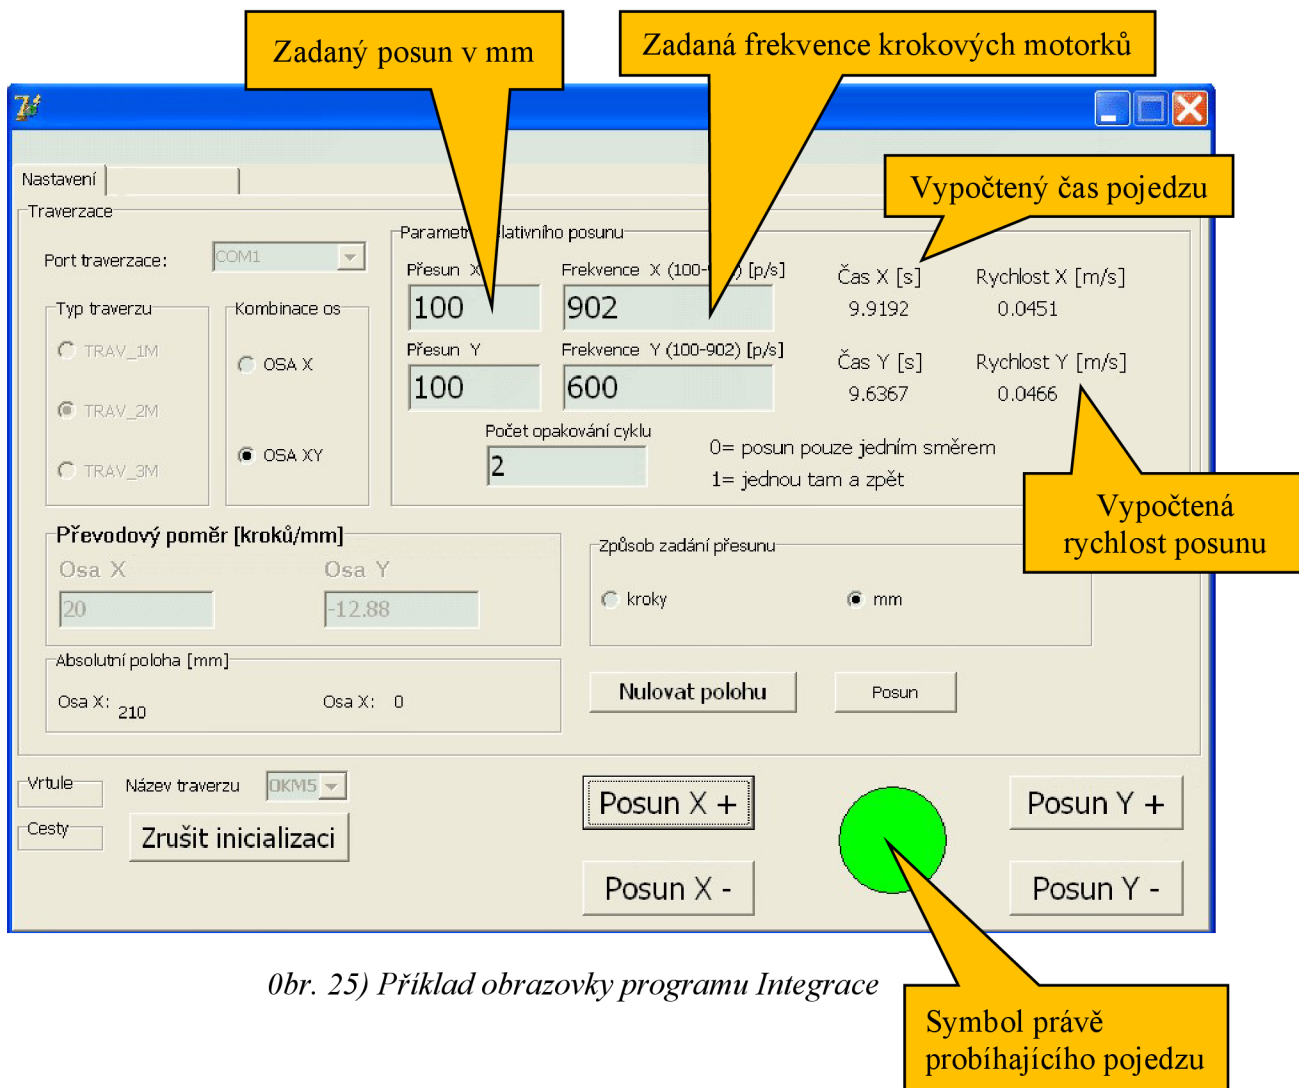 Zadaný posun v mm
Zadaná frekvence krokových motorků
Vypočtený čas pojedzu
Nastavení
Traverzace
Port traverzace:
COM1
Typ traverzu
TRAV_1M
TRAV_2M
TRAV_3M
Kombinace os
OSA X
OSA XY
Přesun X
100
Frekvence X (100-902) [p/s]
902
Čas X [s]
9.9192
Rychlost X [m/s]
0.0451
Přesun Y
100
Frekvence Y (100-902) [p/s]
600
Čas Y [s]
9.6367
Rychlost Y [m/s]
0.0466
Počet opakování cyklu
2
0= posun pouze jedním směrem
1= jednou tam a zpět
Vypočtená
rychlost posunu
Převodový poměr [kroků/mm]
Osa X
Osa Y
20
-12.88
Způsob zadání přesunu
kroky
mm
Absolutní poloha [mm]
Osa X: 210
Osa X: 0
Nulovat polohu
Posun
Vrtule
Název traverzu
OKM5
Cesty
Zrušit inicializaci
Posun X +
Posun Y +
Posun X -
Posun Y -
0br. 25) Příklad obrazovky programu Integrace
Symbol právě
probíhajícího pojedzu